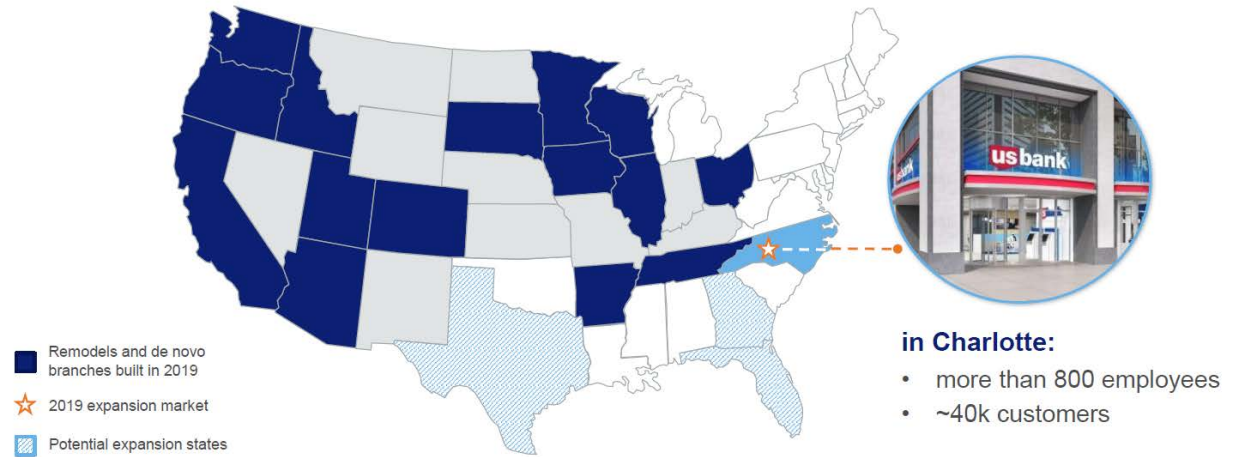 usbank
usbank
in Charlotte:
• more than 800 employees
• ~40k customers
Remodels and de novo
branches built in 2019
2019 expansion market
Potential expansion states